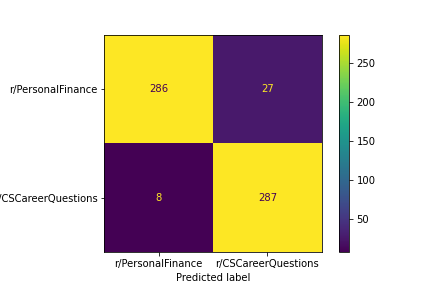 r/PersonalFinance
286
27
250
200
150
100
50
/CSCareerQuestions
8
287
r/PersonalFinance
r/CSCareerQuestions
Predicted label